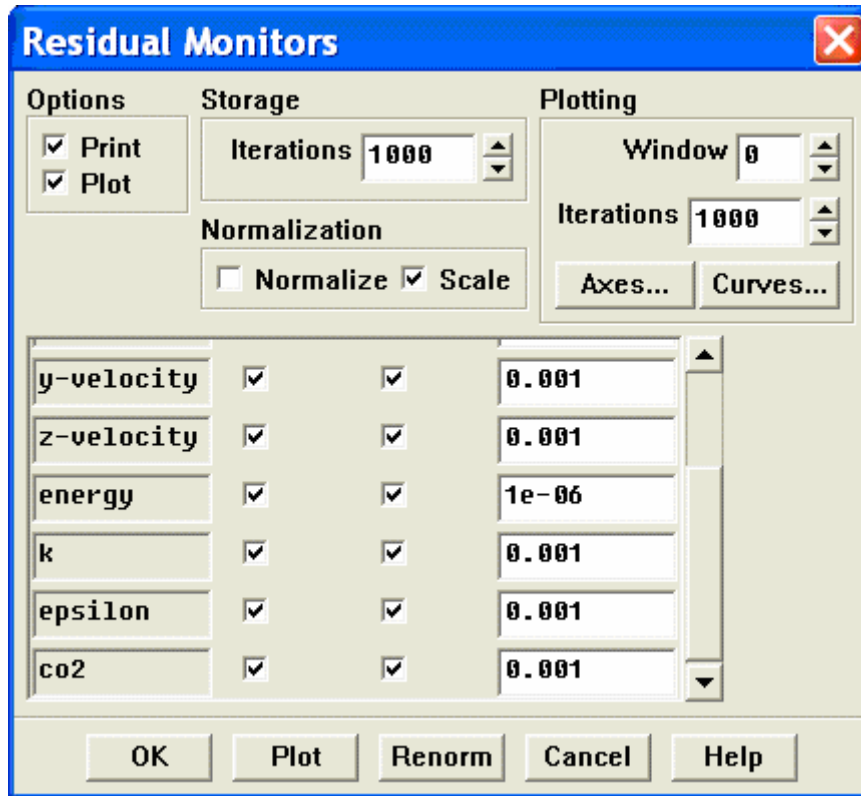 Residual Monitors
Options
Print
Plot
Storage
Iterations 1000
Normalization
Normalize Scale
Plotting
Window 0
Iterations 1000
Axes... Curves...
y-velocity 0.001
z-velocity 0.001
energy 1e-06
k 0.001
epsilon 0.001
co2 0.001
OK Plot Renorm Cancel Help